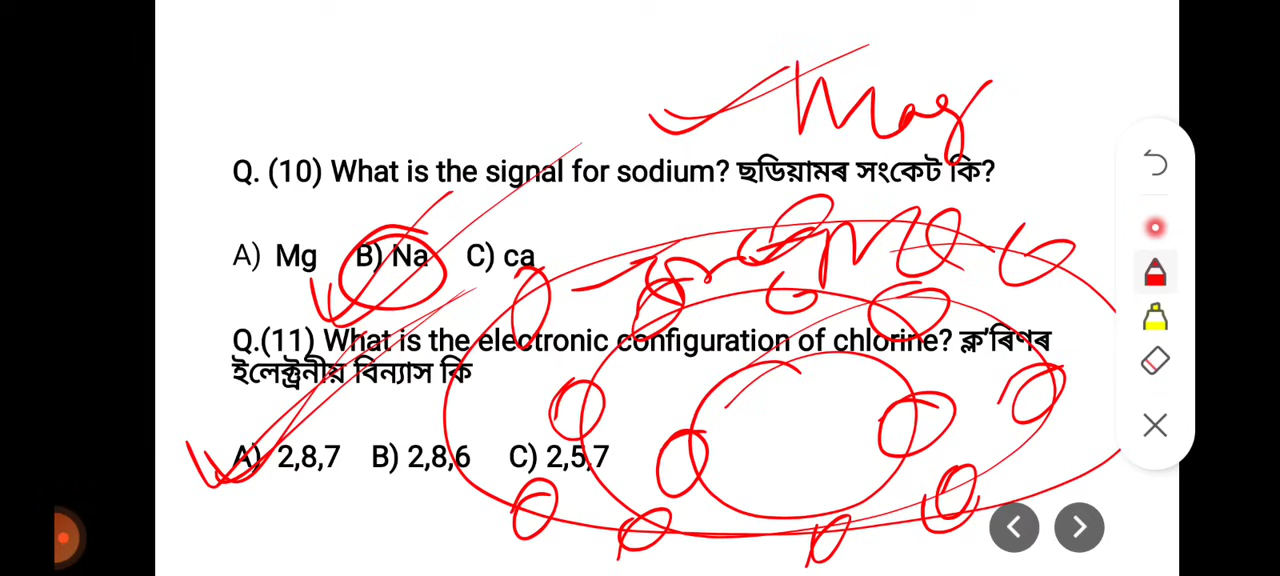 Mag
Q. (10) What is the signal for sodium? ছডিয়ামৰ সংকেট কি?
A) Mg B) Na C) ca
Q.(11) What is the electronic configuration of chlorine? ক্ল'ৰিণৰ
ইলেক্ট্ৰনীয় বিন্যাস কি
A) 2,8,7 B) 2,8,6 C) 2,5,7